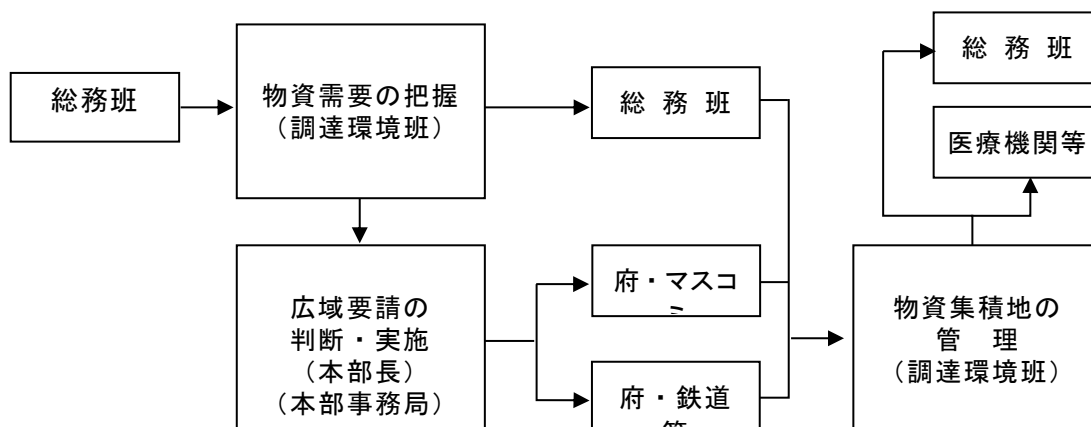 総務班
物資需要の把握
（調達環境班）
総 務 班
総 務 班
医療機関等
広域要請の
判断・実施
（本部長）
（本部事務局）
府・マスコ
ミ
府・鉄道
物資集積地の
管　理
（調達環境班）